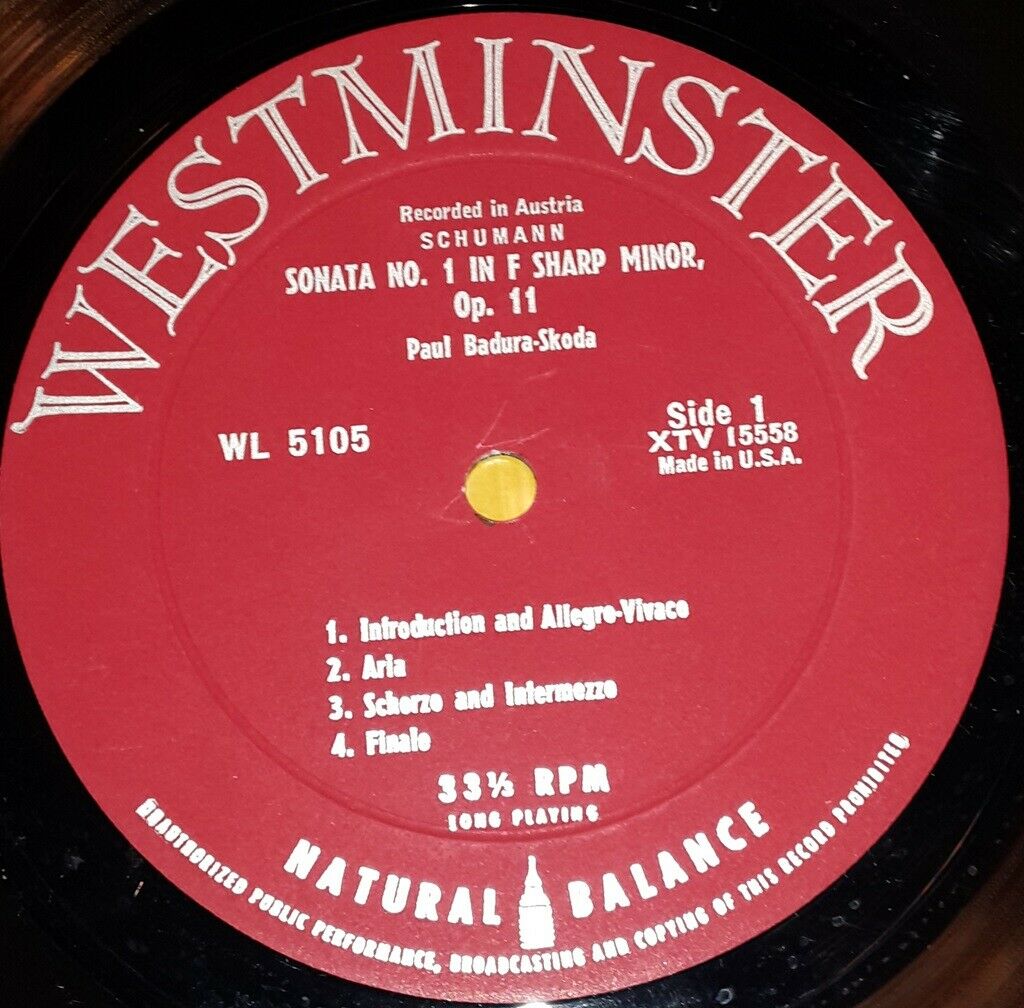 WESTMINSTER
Recorded in Austria
SCHUMANN
SONATA NO. 1 IN F SHARP MINOR,
Op. 11
Paul Badura-Skoda
WL 5105
Side 1
XTV 15558
Made in U.S.A.
1. Introduction and Allegro-Vivace
2. Aria
3. Scherzo and Intermezzo
4. Finale
33⅓ RPM
LONG PLAYING
NATURAL BALANCE
UNAUTHORIZED PUBLIC PERFORMANCE, BROADCASTING AND COPYING OF THIS RECORD PROHIBITED